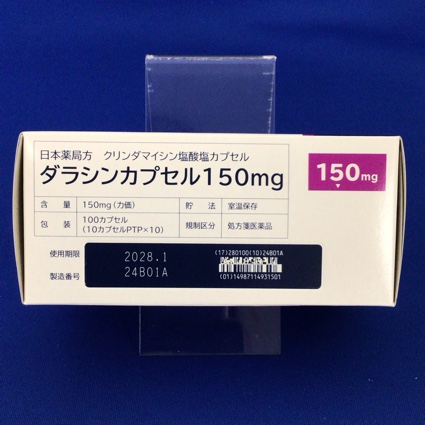 日本薬局方 クリンダマイシン塩酸塩カプセル
ダラシンカプセル150mg
150mg
含量 150mg(力価) 貯法 室温保存
包装 100カプセル (10カプセルPTP×10) 規制区分 処方箋医薬品
使用期限 2028.1
製造番号 24B01A
(17)280100(10)24B01A
(01)14987114931501